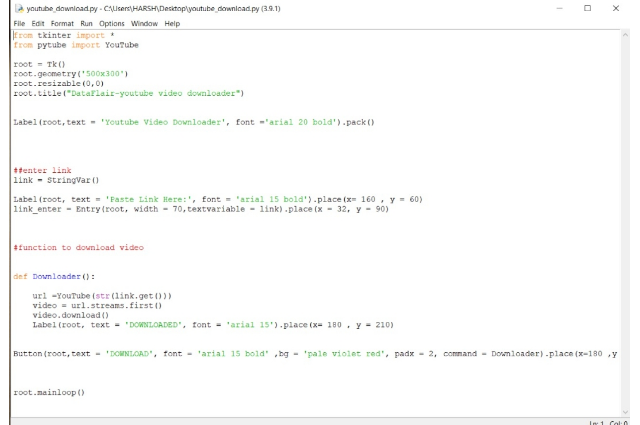 youtube_download.py - C:\Users\HARSH\Desktop\youtube_download.py (3.9.1)
File Edit Format Run Options Window Help
from tkinter import *
from pytube import YouTube
root = Tk()
root.geometry('500x300')
root.resizable(0,0)
root.title("DataFlair-youtube video downloader")
Label(root,text = 'Youtube Video Downloader', font ='arial 20 bold').pack()
##enter link
link = StringVar()
Label(root, text = 'Paste Link Here:', font = 'arial 15 bold').place(x= 160 , y = 60)
link_enter = Entry(root, width = 70,textvariable = link).place(x = 32, y = 90)
#function to download video
def Downloader():
    url =YouTube(str(link.get()))
    video = url.streams.first()
    video.download()
    Label(root, text = 'DOWNLOADED', font = 'arial 15').place(x= 180 , y = 210)
Button(root,text = 'DOWNLOAD', font = 'arial 15 bold' ,bg = 'pale violet red', padx = 2, command = Downloader).place(x=180 ,y
root.mainloop()
Ln: 1 Col: 0